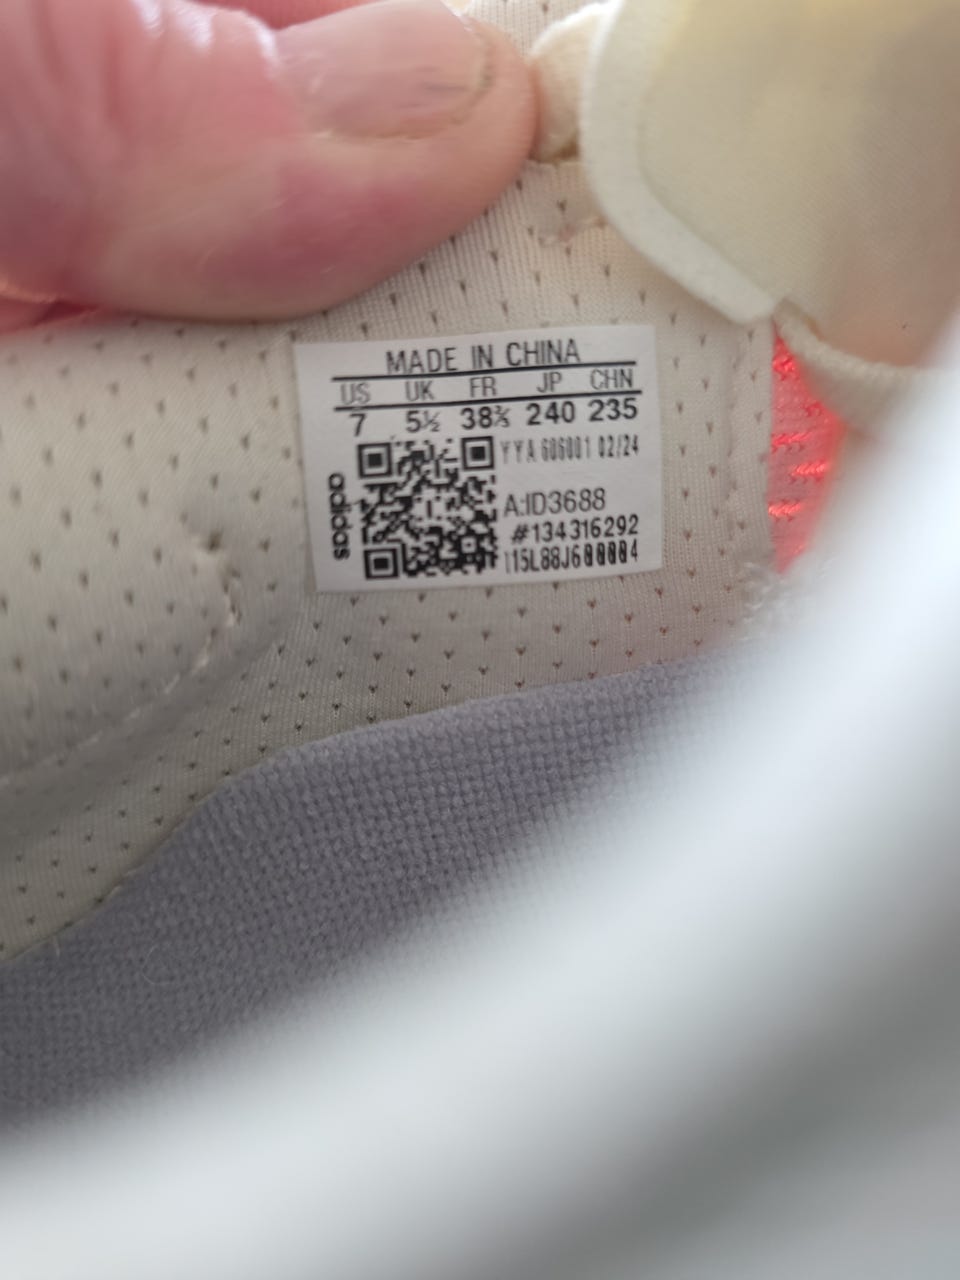 MADE IN CHINA
US UK FR JP CHN
7 5½ 38⅔ 240 235
YYA 606001 02/24
A:ID3688
#134316292
adidas